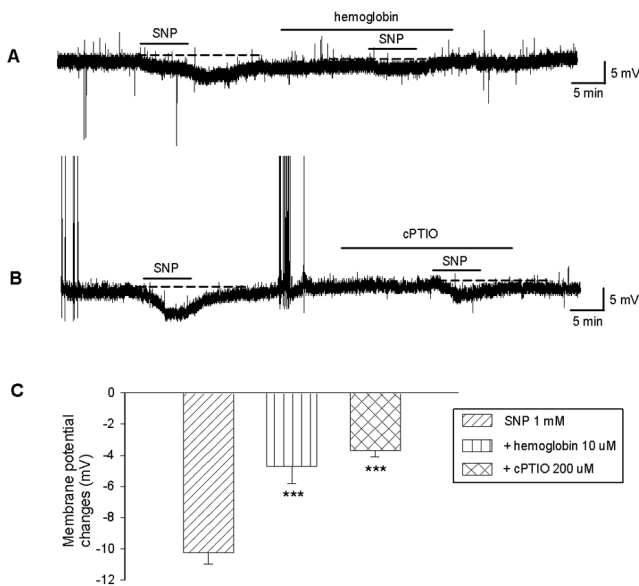 hemoglobin
SNP
SNP
A
5 mV
5 min
cPTIO
SNP
SNP
B
5 mV
5 min
C
0
-2
-4
-6
-8
-10
-12
Membrane potential
changes (mV)
***
***
SNP 1 mM
+ hemoglobin 10 uM
+ cPTIO 200 uM